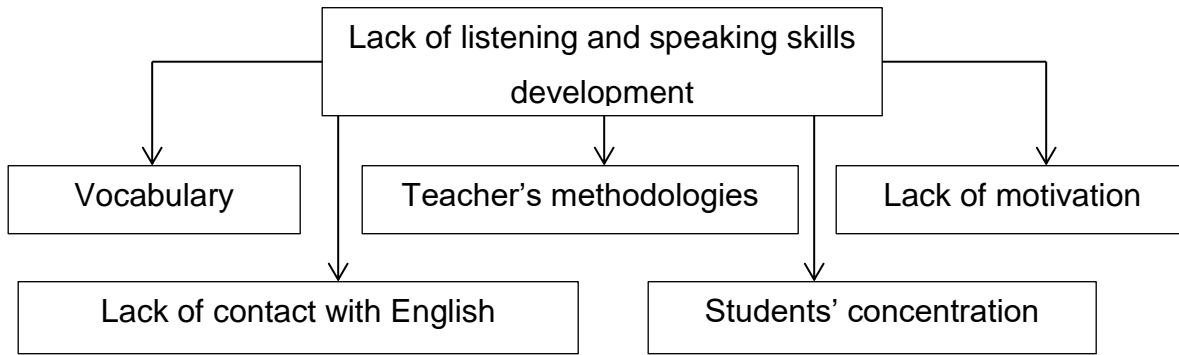 Lack of listening and speaking skills
development
Vocabulary
Teacher’s methodologies
Lack of motivation
Lack of contact with English
Students’ concentration